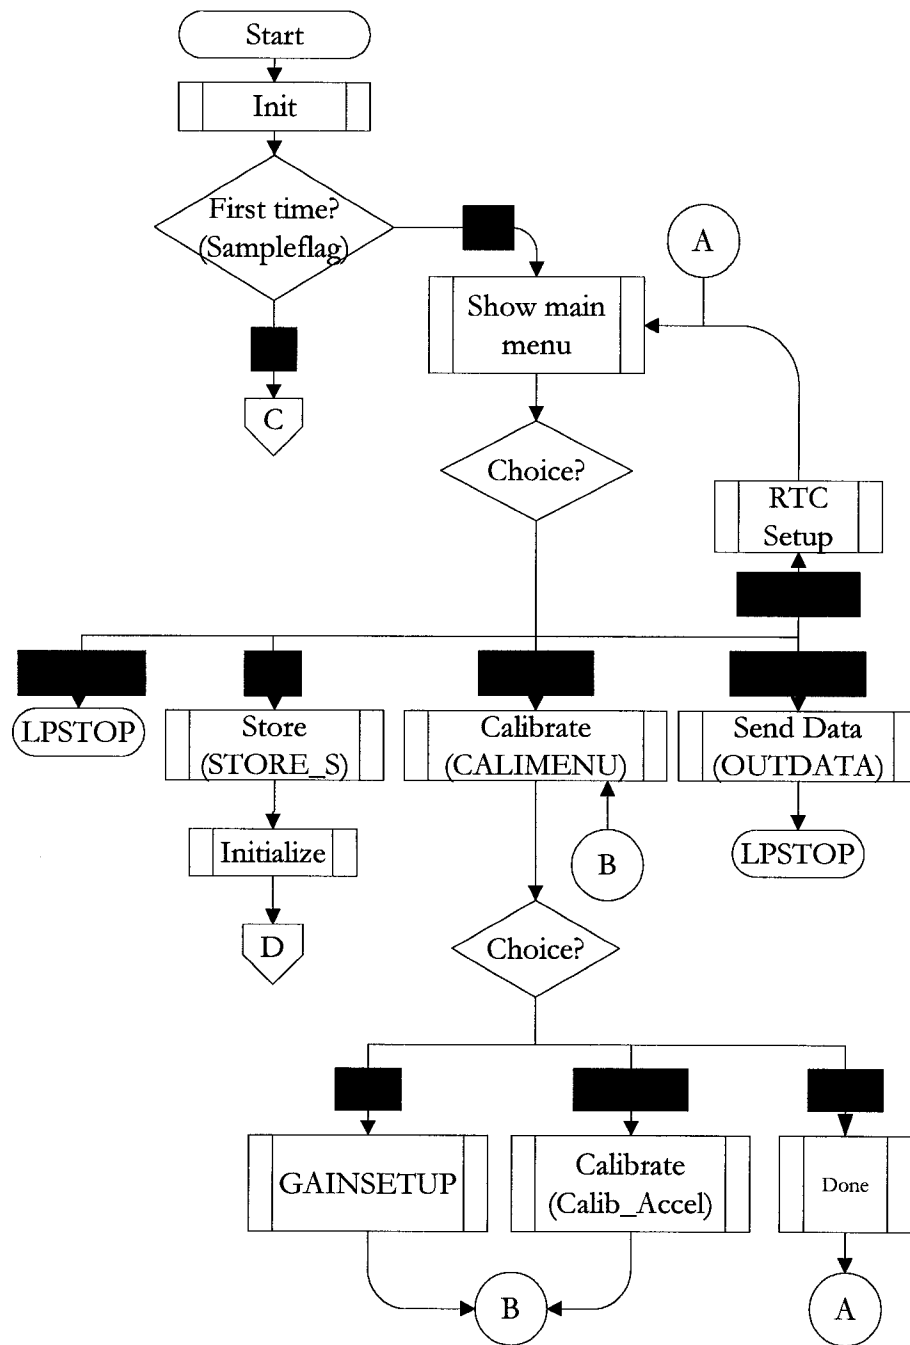 Start
Init
First time?
(Sampleflag)
A
Show main
menu
C
Choice?
RTC
Setup
LPSTOP
Store
(STORE_S)
Calibrate
(CALIMENU)
Send Data
(OUTDATA)
Initialize
B
LPSTOP
D
Choice?
GAINSETUP
Calibrate
(Calib_Accel)
Done
B
A